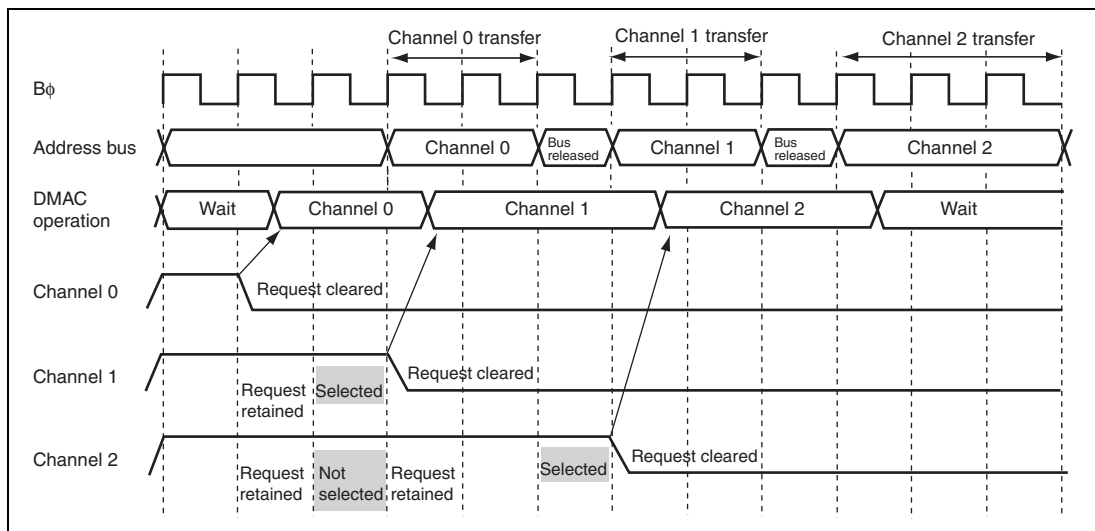 Channel 0 transfer Channel 1 transfer Channel 2 transfer
Bϕ
Address bus Channel 0 Bus released Channel 1 Bus released Channel 2
DMAC operation Wait Channel 0 Channel 1 Channel 2 Wait
Channel 0 Request cleared
Channel 1 Request retained Selected Request cleared
Channel 2 Request retained Not selected Request retained Selected Request cleared